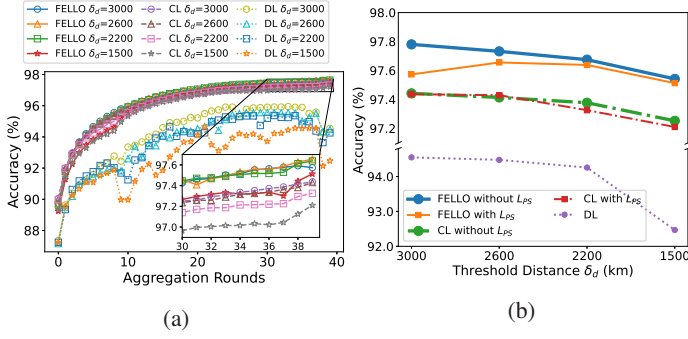 FELLO δd=3000 CL δd=3000 DL δd=3000
FELLO δd=2600 CL δd=2600 DL δd=2600
FELLO δd=2200 CL δd=2200 DL δd=2200
FELLO δd=1500 CL δd=1500 DL δd=1500
98
96
94
92
90
88
Accuracy (%)
97.6
97.4
97.2
97.0
30 32 34 36 38
0 10 20 30 40
Aggregation Rounds
(a)
98.0
97.8
97.6
97.4
97.2
94.0
93.0
92.0
Accuracy (%)
FELLO without LPS CL with LPS
FELLO with LPS DL
CL without LPS
3000 2600 2200 1500
Threshold Distance δd (km)
(b)